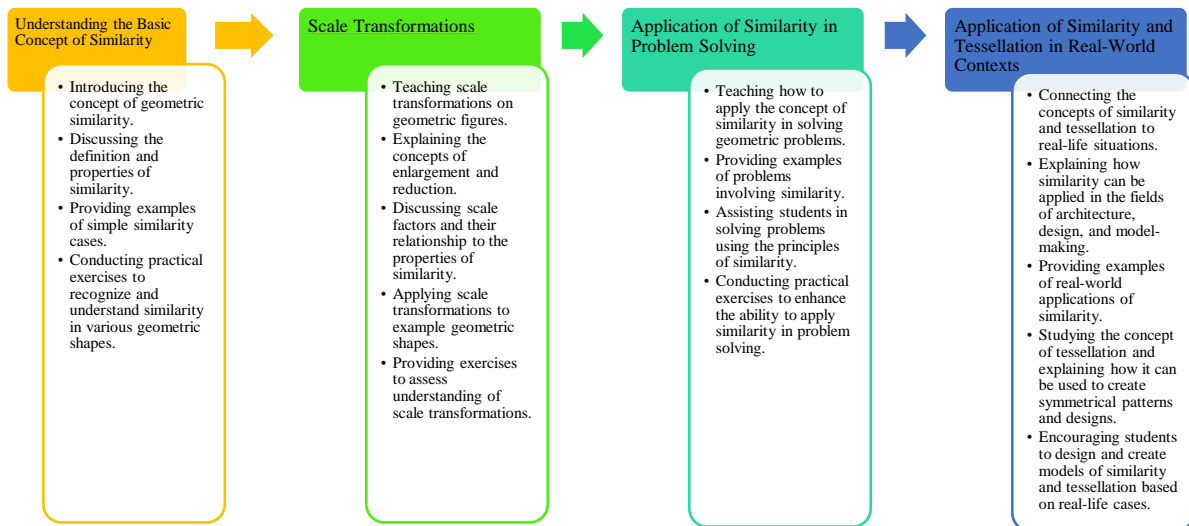 Understanding the Basic
Concept of Similarity
• Introducing the
concept of geometric
similarity.
• Discussing the
definition and
properties of
similarity.
• Providing examples
of simple similarity
cases.
• Conducting practical
exercises to
recognize and
understand similarity
in various geometric
shapes.
Scale Transformations
• Teaching scale
transformations on
geometric figures.
• Explaining the
concepts of
enlargement and
reduction.
• Discussing scale
factors and their
relationship to the
properties of
similarity.
• Applying scale
transformations to
example geometric
shapes.
• Providing exercises
to assess
understanding of
scale transformations.
Application of Similarity in
Problem Solving
• Teaching how to
apply the concept of
similarity in solving
geometric problems.
• Providing examples
of problems
involving similarity.
• Assisting students in
solving problems
using the principles
of similarity.
• Conducting practical
exercises to enhance
the ability to apply
similarity in problem
solving.
Application of Similarity and
Tessellation in Real-World
Contexts
• Connecting the
concepts of similarity
and tessellation to
real-life situations.
• Explaining how
similarity can be
applied in the fields
of architecture,
design, and model-
making.
• Providing examples
of real-world
applications of
similarity.
• Studying the concept
of tessellation and
explaining how it can
be used to create
symmetrical patterns
and designs.
• Encouraging students
to design and create
models of similarity
and tessellation based
on real-life cases.